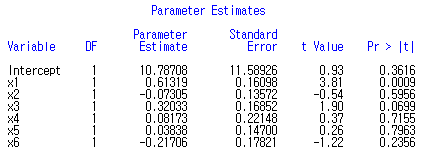 Parameter Estimates
Parameter Standard
Variable DF Estimate Error t Value Pr > |t|
Intercept 1 10.78708 11.58926 0.93 0.3616
x1 1 0.61319 0.16098 3.81 0.0009
x2 1 -0.07305 0.13572 -0.54 0.5956
x3 1 0.32033 0.16852 1.90 0.0699
x4 1 0.08173 0.22148 0.37 0.7155
x5 1 0.03838 0.14700 0.26 0.7963
x6 1 -0.21706 0.17821 -1.22 0.2356